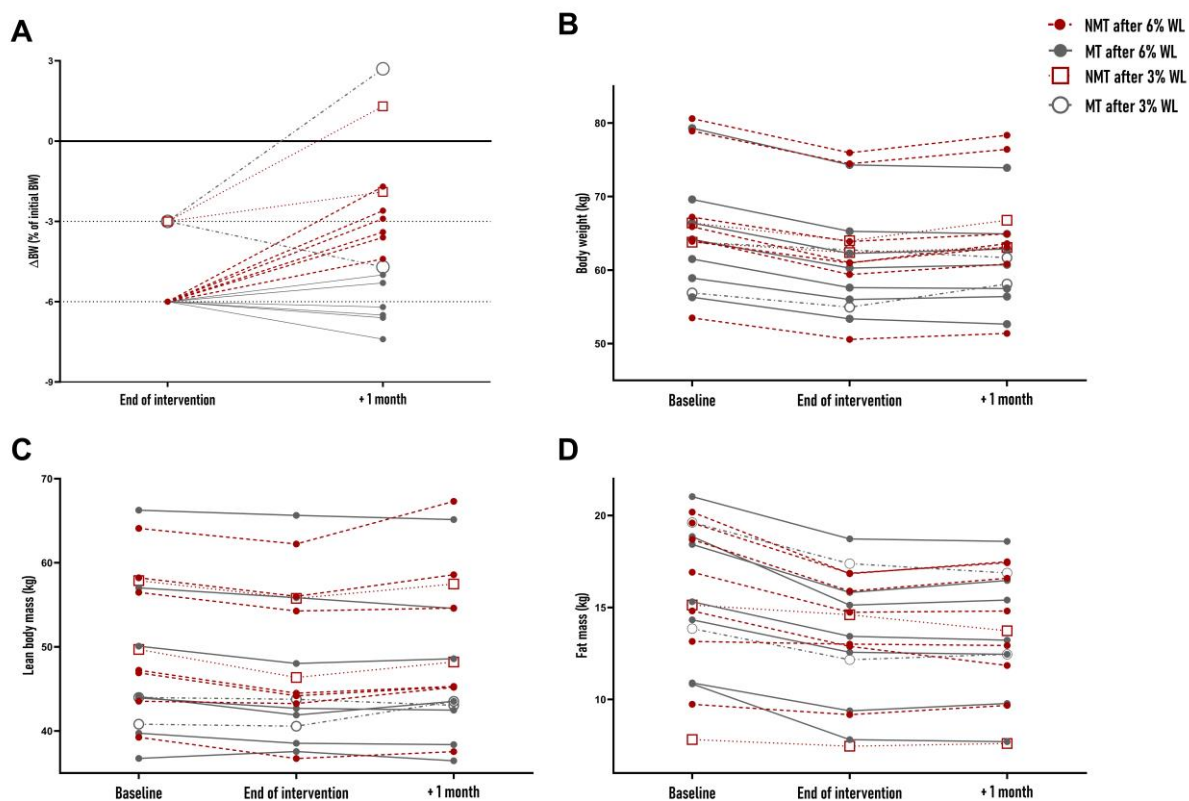 A
ΔBW (% of initial BW)
3
0
-3
-6
-9
End of intervention
+ 1 month
B
NMT after 6% WL
MT after 6% WL
NMT after 3% WL
MT after 3% WL
Body weight (kg)
80
70
60
50
Baseline
End of intervention
+ 1 month
C
Lean body mass (kg)
70
60
50
40
Baseline
End of intervention
+ 1 month
D
Fat mass (kg)
20
15
10
Baseline
End of intervention
+ 1 month